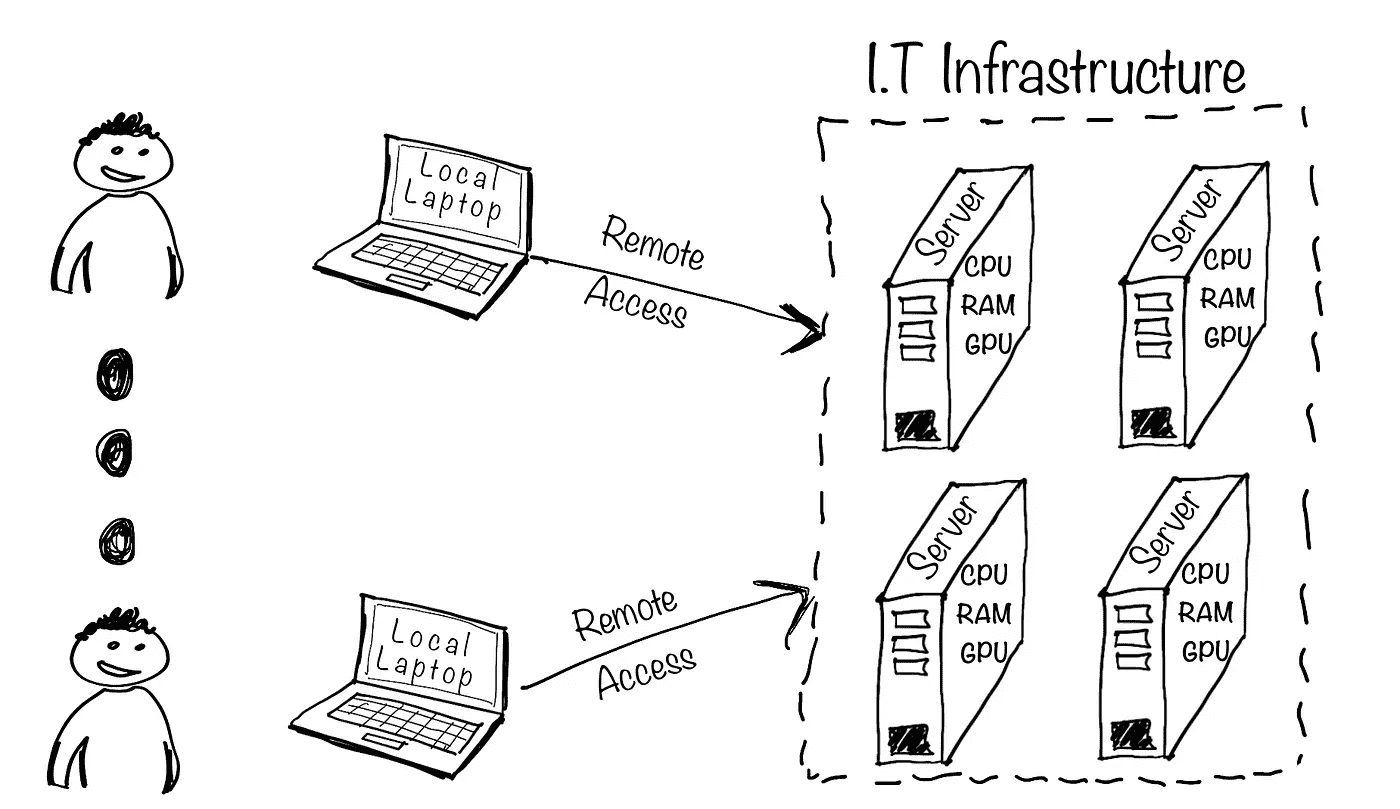 I.T Infrastructure
Local
Laptop
Remote
Access
Server
CPU
RAM
GPU
Server
CPU
RAM
GPU
Local
Laptop
Remote
Access
Server
CPU
RAM
GPU
Server
CPU
RAM
GPU